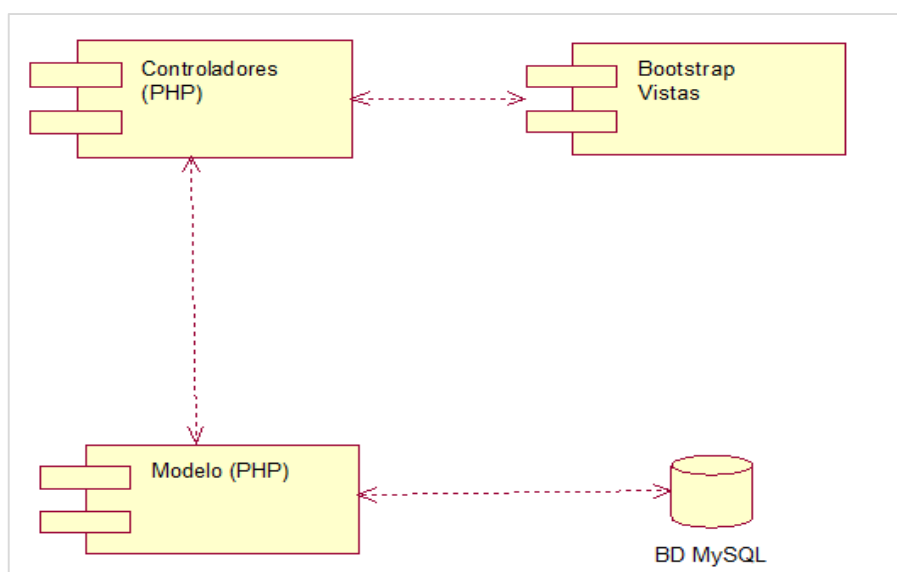 Controladores
(PHP)
Bootstrap
Vistas
Modelo (PHP)
BD MySQL